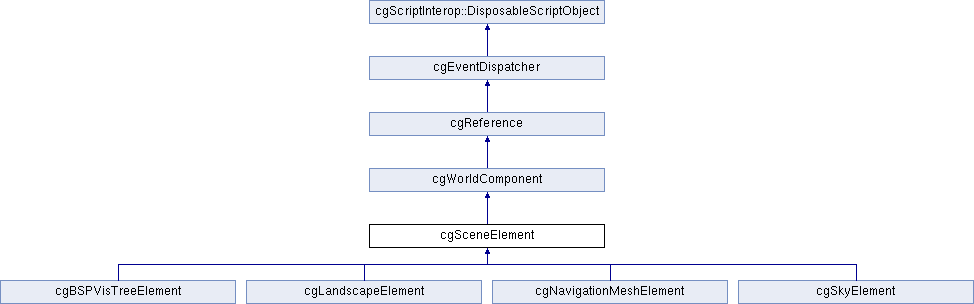 cgScriptInterop::DisposableScriptObject
cgEventDispatcher
cgReference
cgWorldComponent
cgSceneElement
cgBSPVisTreeElement
cgLandscapeElement
cgNavigationMeshElement
cgSkyElement